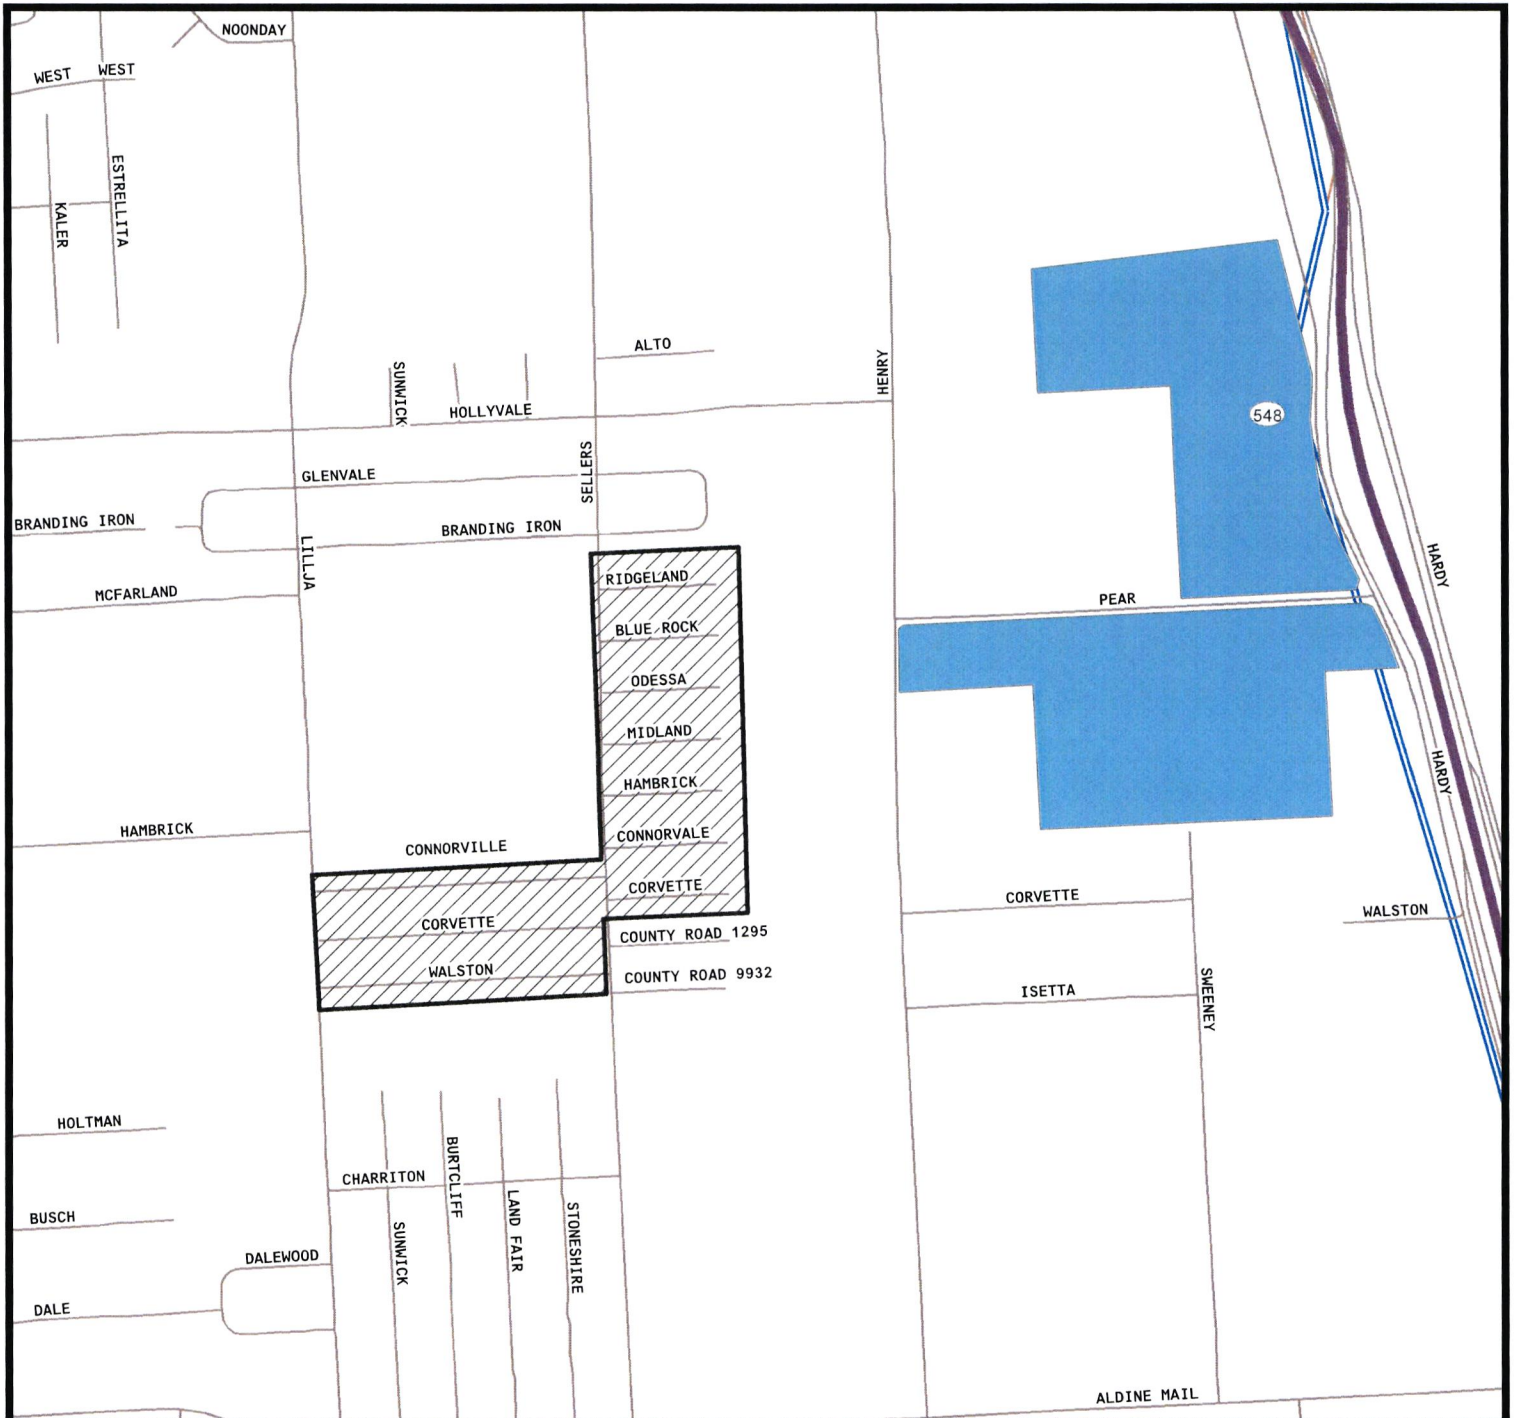 NOONDAY
WEST
WEST
ESTRELLITA
KALER
ALTO
HENRY
SUNWICK
HOLLYVALE
548
SELLERS
GLENVALE
BRANDING IRON
BRANDING IRON
LILLJA
HARDY
RIDGELAND
MCFARLAND
PEAR
BLUE ROCK
ODESSA
MIDLAND
HARDY
HAMBRICK
HAMBRICK
CONNORVALE
CONNORVILLE
CORVETTE
CORVETTE
WALSTON
CORVETTE
COUNTY ROAD 1295
WALSTON
COUNTY ROAD 9932
ISETTA
SWEENEY
HOLTMAN
BURTCLIFF
CHARRITON
LAND FAIR
STONESHIRE
BUSCH
SUNWICK
DALEWOOD
DALE
ALDINE MAIL